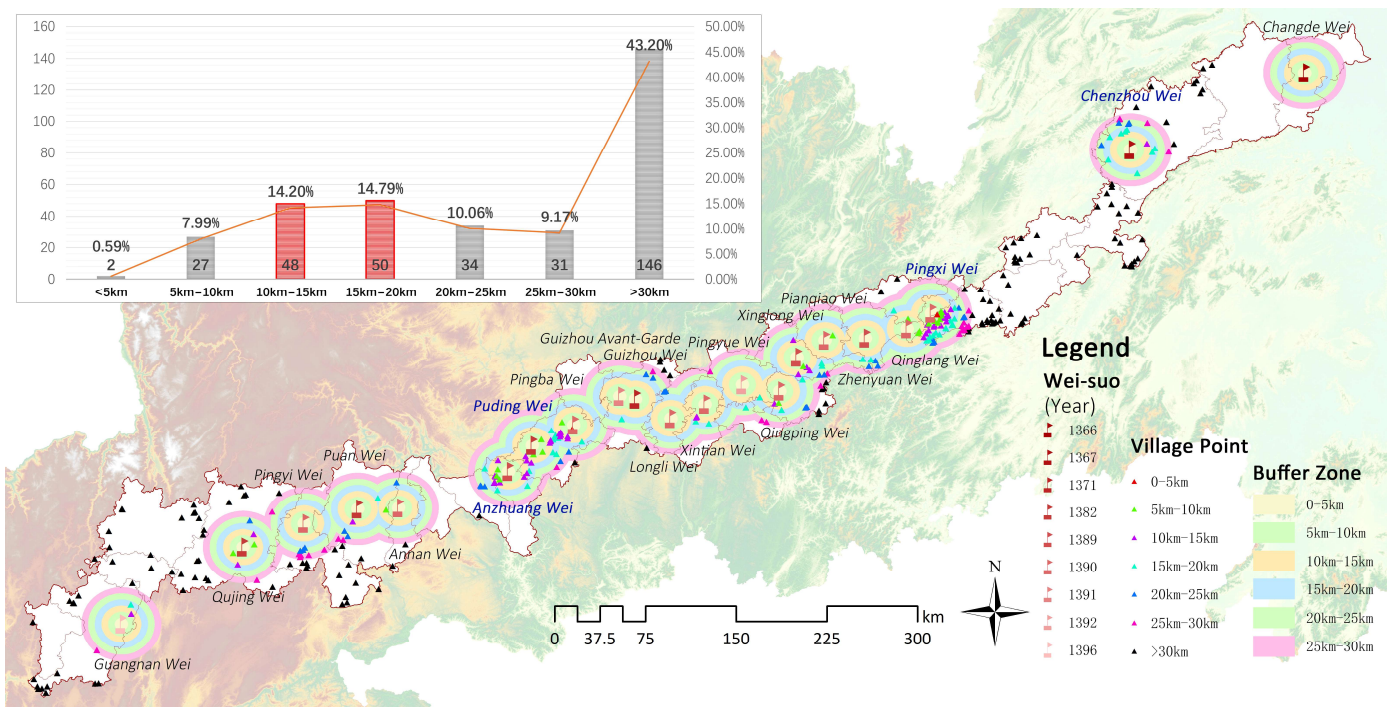 160
140
120
100
80
60
40
20
0
50.00%
45.00%
40.00%
35.00%
30.00%
25.00%
20.00%
15.00%
10.00%
5.00%
0.00%
0.59%
7.99%
14.20%
14.79%
10.06%
9.17%
43.20%
2
27
48
50
34
31
146
<5km
5km–10km
10km–15km
15km–20km
20km–25km
25km–30km
>30km
Changde Wei
Chenzhou Wei
Pingxi Wei
Pianqiao Wei
Xinglong Wei
Guizhou Avant-Garde
Pingyue Wei
Guizhou Wei
Qinglang Wei
Pingba Wei
Zhenyuan Wei
Puding Wei
Qingping Wei
Xintian Wei
Puan Wei
Longli Wei
Pingyi Wei
Anzhuang Wei
Annan Wei
Qujing Wei
Guangnan Wei
0
37.5
75
150
225
300
km
N
Legend
Wei-suo
(Year)
1366
1367
1371
1382
1389
1390
1391
1392
1396
Village Point
0-5km
5km-10km
10km-15km
15km-20km
20km-25km
25km-30km
>30km
Buffer Zone
0-5km
5km-10km
10km-15km
15km-20km
20km-25km
25km-30km